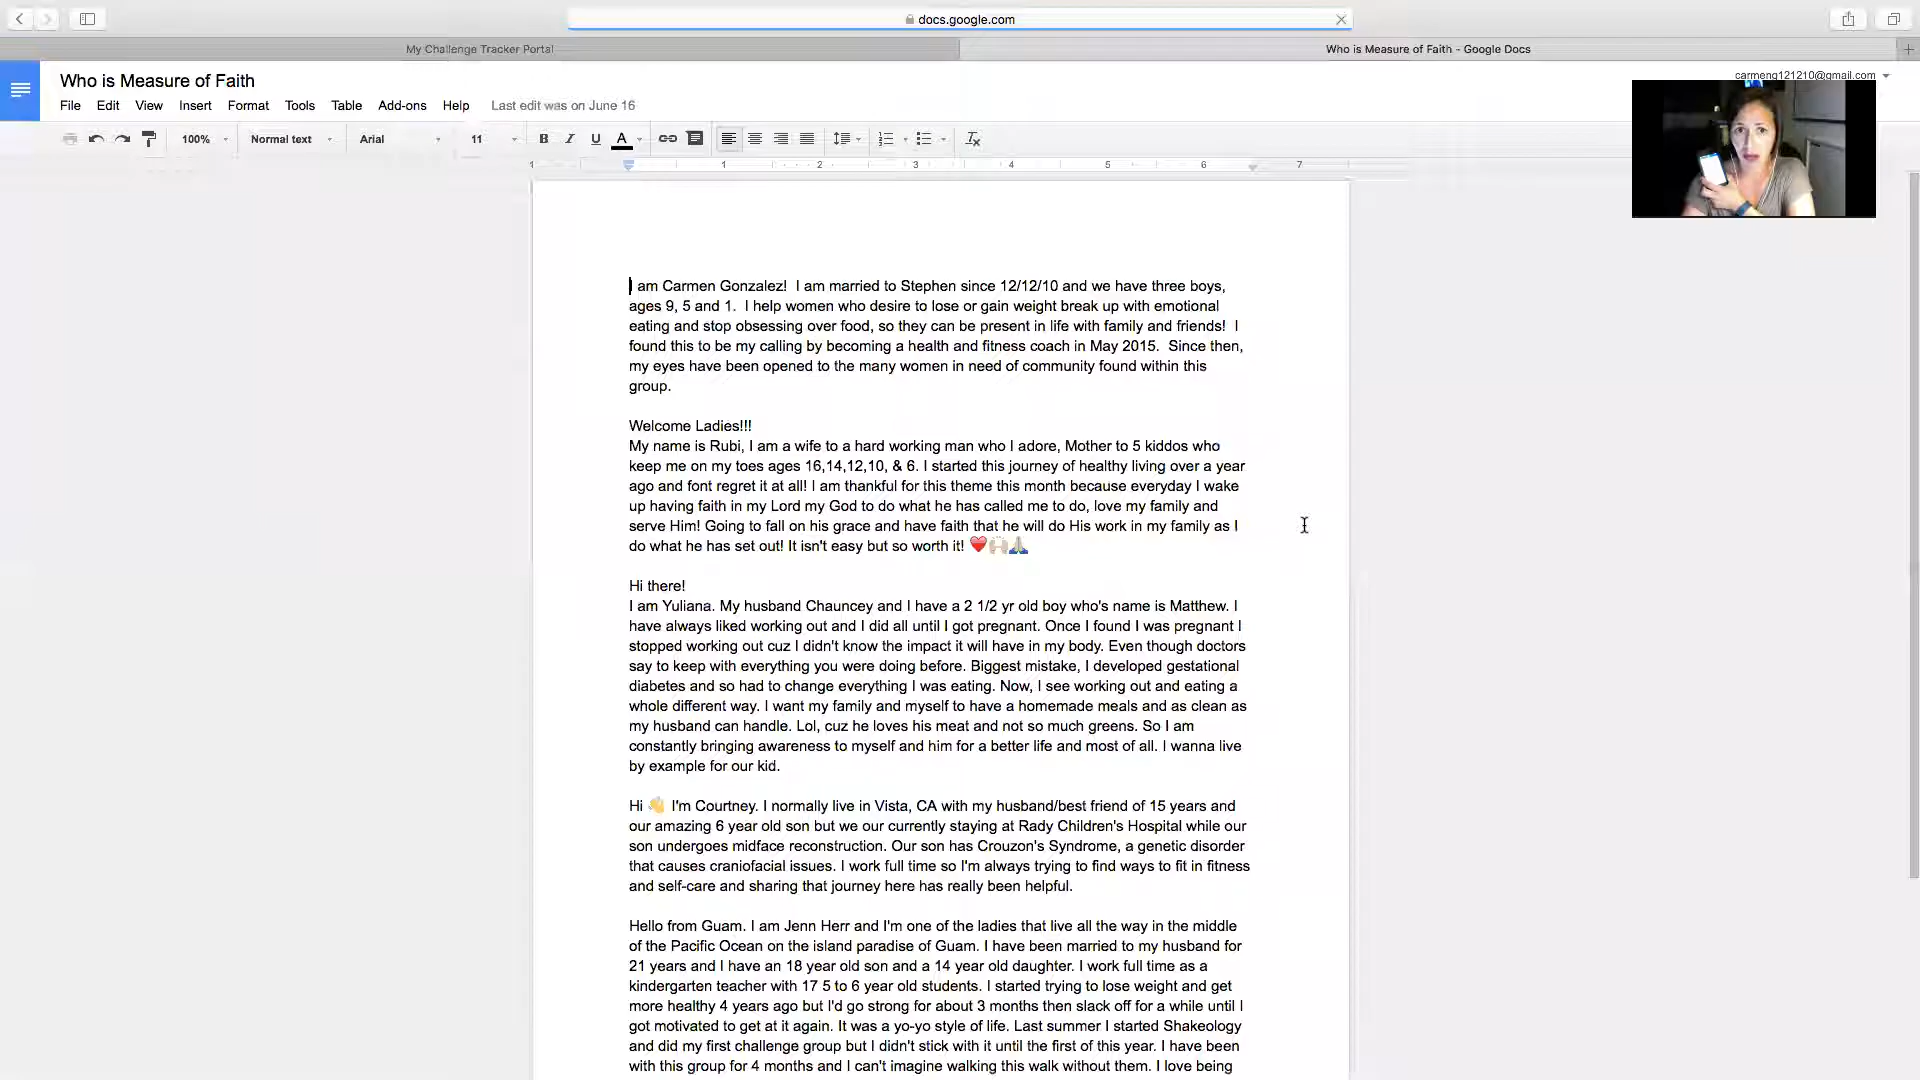 docs.google.com
My Challenge Tracker Portal
Who is Measure of Faith - Google Docs
Who is Measure of Faith
carmeng121210@gmail.com
File Edit View Insert Format Tools Table Add-ons Help Last edit was on June 16
100% Normal text Arial 11 B I U A
1 1 2 3 4 5 6 7
I am Carmen Gonzalez! I am married to Stephen since 12/12/10 and we have three boys,
ages 9, 5 and 1. I help women who desire to lose or gain weight break up with emotional
eating and stop obsessing over food, so they can be present in life with family and friends! I
found this to be my calling by becoming a health and fitness coach in May 2015. Since then,
my eyes have been opened to the many women in need of community found within this
group.
Welcome Ladies!!!
My name is Rubi, I am a wife to a hard working man who I adore, Mother to 5 kiddos who
keep me on my toes ages 16,14,12,10, & 6. I started this journey of healthy living over a year
ago and font regret it at all! I am thankful for this theme this month because everyday I wake
up having faith in my Lord my God to do what he has called me to do, love my family and
serve Him! Going to fall on his grace and have faith that he will do His work in my family as I
do what he has set out! It isn't easy but so worth it! ❤️🙌🏻🙏
Hi there!
I am Yuliana. My husband Chauncey and I have a 2 1/2 yr old boy who's name is Matthew. I
have always liked working out and I did all until I got pregnant. Once I found I was pregnant I
stopped working out cuz I didn't know the impact it will have in my body. Even though doctors
say to keep with everything you were doing before. Biggest mistake, I developed gestational
diabetes and so had to change everything I was eating. Now, I see working out and eating a
whole different way. I want my family and myself to have a homemade meals and as clean as
my husband can handle. Lol, cuz he loves his meat and not so much greens. So I am
constantly bringing awareness to myself and him for a better life and most of all. I wanna live
by example for our kid.
Hi 👋 I'm Courtney. I normally live in Vista, CA with my husband/best friend of 15 years and
our amazing 6 year old son but we our currently staying at Rady Children's Hospital while our
son undergoes midface reconstruction. Our son has Crouzon's Syndrome, a genetic disorder
that causes craniofacial issues. I work full time so I'm always trying to find ways to fit in fitness
and self-care and sharing that journey here has really been helpful.
Hello from Guam. I am Jenn Herr and I'm one of the ladies that live all the way in the middle
of the Pacific Ocean on the island paradise of Guam. I have been married to my husband for
21 years and I have an 18 year old son and a 14 year old daughter. I work full time as a
kindergarten teacher with 17 5 to 6 year old students. I started trying to lose weight and get
more healthy 4 years ago but I'd go strong for about 3 months then slack off for a while until I
got motivated to get at it again. It was a yo-yo style of life. Last summer I started Shakeology
and did my first challenge group but I didn't stick with it until the first of this year. I have been
with this group for 4 months and I can't imagine walking this walk without them. I love being